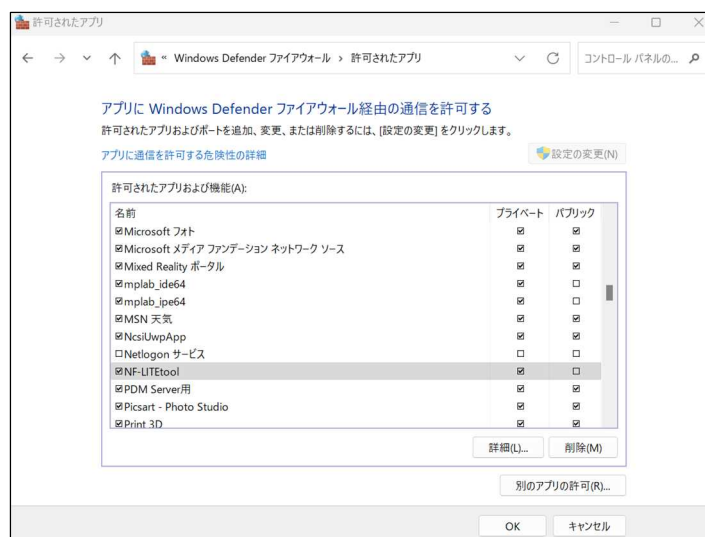 許可されたアプリ
« Windows Defender ファイアウォール › 許可されたアプリ
コントロール パネルの...
アプリに Windows Defender ファイアウォール経由の通信を許可する
許可されたアプリおよびポートを追加、変更、または削除するには、[設定の変更] をクリックします。
アプリに通信を許可する危険性の詳細
設定の変更(N)
許可されたアプリおよび機能(A):
名前 プライベート パブリック
Microsoft フォト
Microsoft メディア ファンデーション ネットワーク ソース
Mixed Reality ポータル
mplab_ide64
mplab_ipe64
MSN 天気
NcsiUwpApp
Netlogon サービス
NF-LITEtool
PDM Server用
Picsart - Photo Studio
Print 3D
詳細(L)... 削除(M)
別のアプリの許可(R)...
OK キャンセル